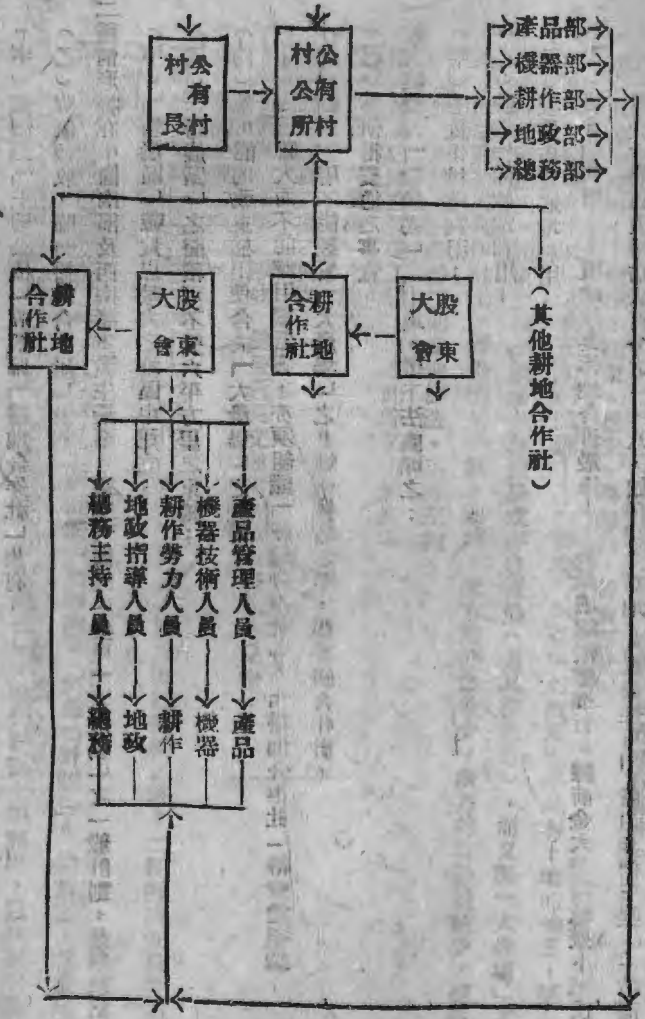 公有村
村長
公有村
村公所
產品部
機器部
耕作部
地政部
總務部
耕地
合作社
股東
大會
耕地
合作社
股東
大會
(其他耕地合作社)
產品管理人員
機器技術人員
耕作勞力人員
地政指導人員
總務主持人員
產品
機器
耕作
地政
總務